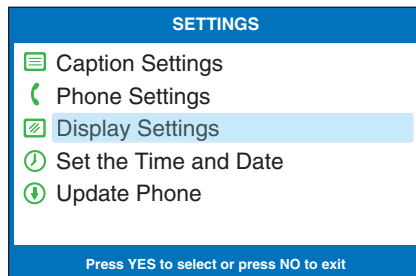 SETTINGS
Caption Settings
Phone Settings
Display Settings
Set the Time and Date
Update Phone
Press YES to select or press NO to exit